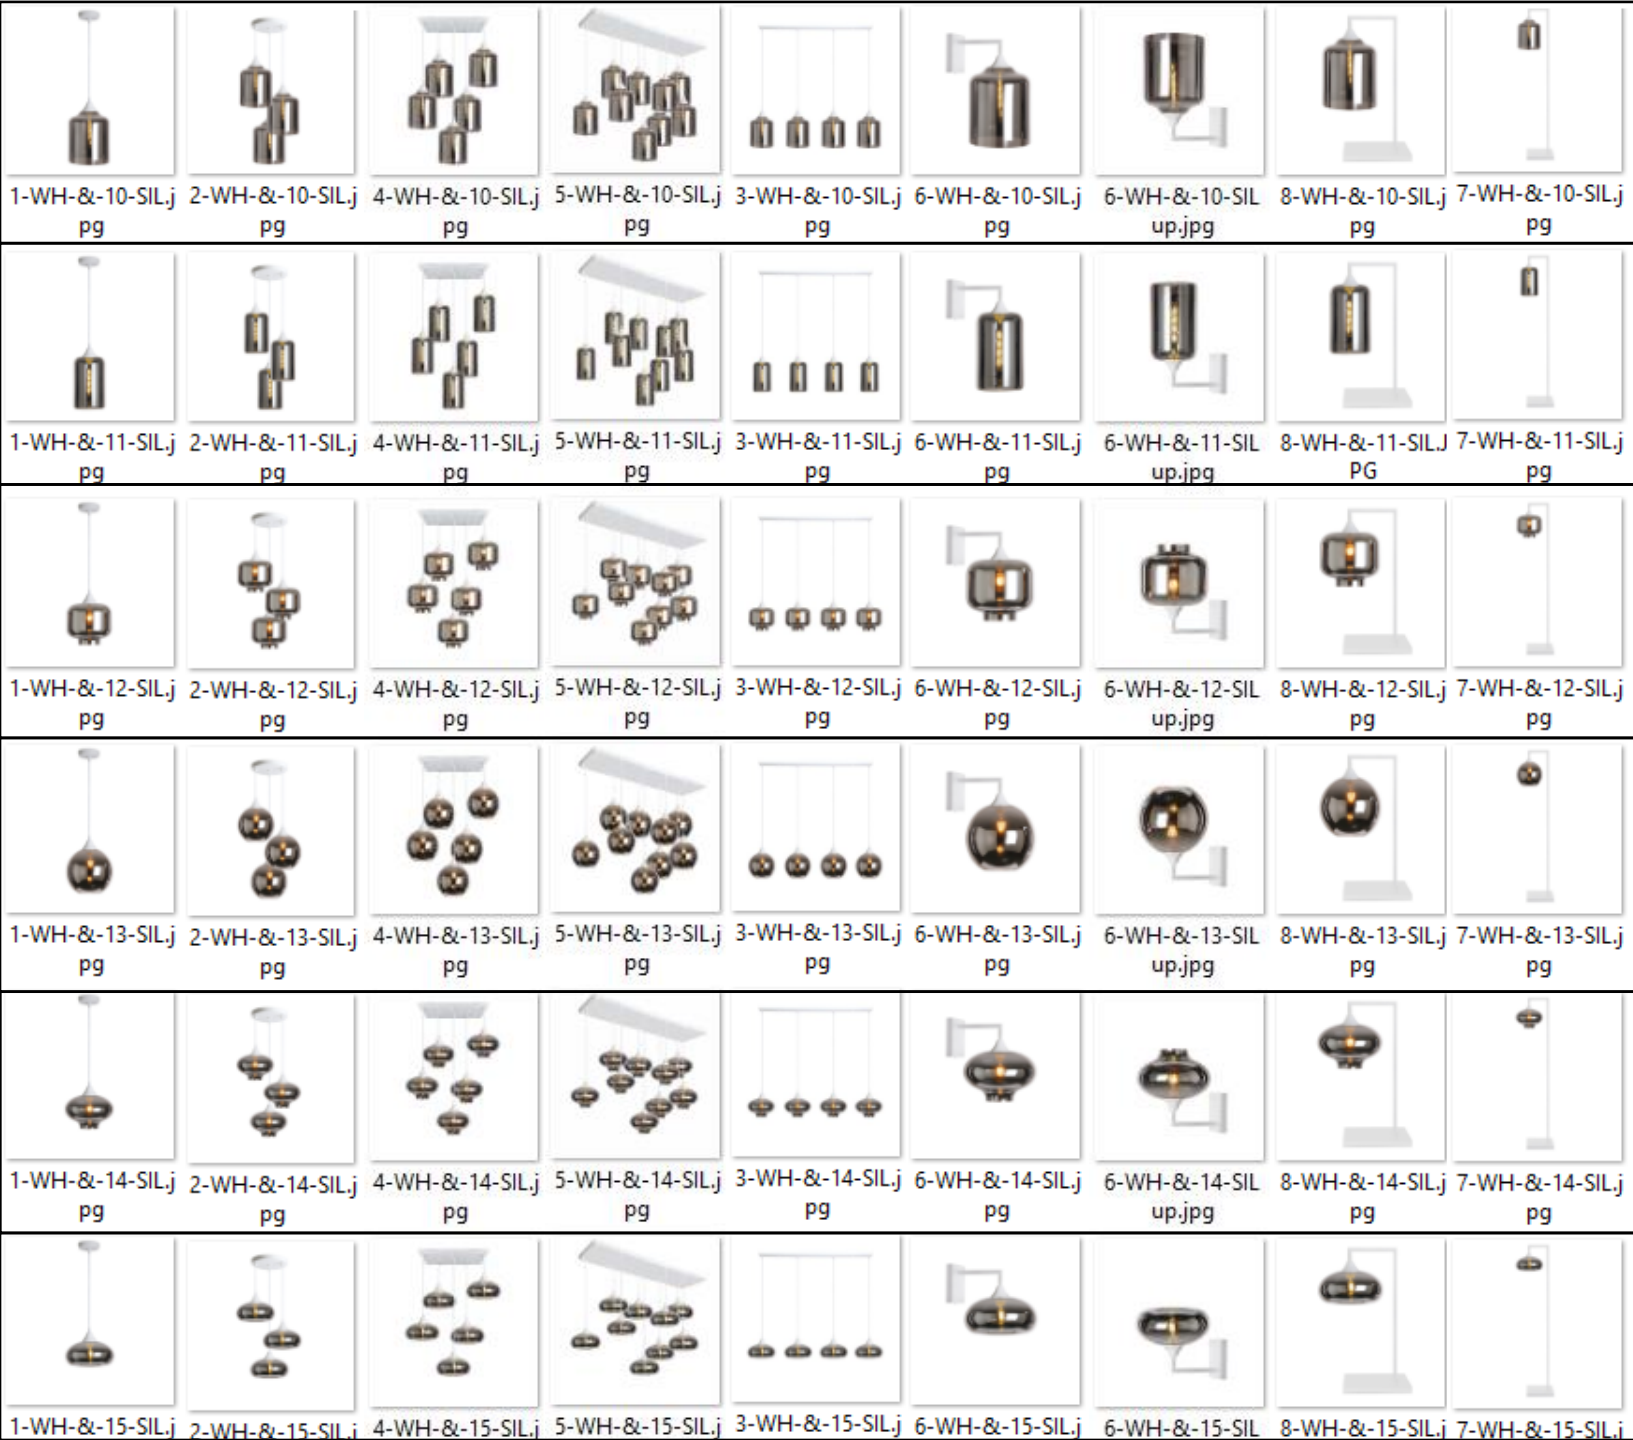 1-WH-&-10-SIL.j 2-WH-&-10-SIL.j 4-WH-&-10-SIL.j 5-WH-&-10-SIL.j 3-WH-&-10-SIL.j 6-WH-&-10-SIL.j 6-WH-&-10-SIL 8-WH-&-10-SIL.j 7-WH-&-10-SIL.j
pg pg pg pg pg pg up.jpg pg pg
1-WH-&-11-SIL.j 2-WH-&-11-SIL.j 4-WH-&-11-SIL.j 5-WH-&-11-SIL.j 3-WH-&-11-SIL.j 6-WH-&-11-SIL.j 6-WH-&-11-SIL 8-WH-&-11-SIL.J 7-WH-&-11-SIL.j
pg pg pg pg pg pg up.jpg PG pg
1-WH-&-12-SIL.j 2-WH-&-12-SIL.j 4-WH-&-12-SIL.j 5-WH-&-12-SIL.j 3-WH-&-12-SIL.j 6-WH-&-12-SIL.j 6-WH-&-12-SIL 8-WH-&-12-SIL.j 7-WH-&-12-SIL.j
pg pg pg pg pg pg up.jpg pg pg
1-WH-&-13-SIL.j 2-WH-&-13-SIL.j 4-WH-&-13-SIL.j 5-WH-&-13-SIL.j 3-WH-&-13-SIL.j 6-WH-&-13-SIL.j 6-WH-&-13-SIL 8-WH-&-13-SIL.j 7-WH-&-13-SIL.j
pg pg pg pg pg pg up.jpg pg pg
1-WH-&-14-SIL.j 2-WH-&-14-SIL.j 4-WH-&-14-SIL.j 5-WH-&-14-SIL.j 3-WH-&-14-SIL.j 6-WH-&-14-SIL.j 6-WH-&-14-SIL 8-WH-&-14-SIL.j 7-WH-&-14-SIL.j
pg pg pg pg pg pg up.jpg pg pg
1-WH-&-15-SIL.j 2-WH-&-15-SIL.j 4-WH-&-15-SIL.j 5-WH-&-15-SIL.j 3-WH-&-15-SIL.j 6-WH-&-15-SIL.j 6-WH-&-15-SIL 8-WH-&-15-SIL.j 7-WH-&-15-SIL.j